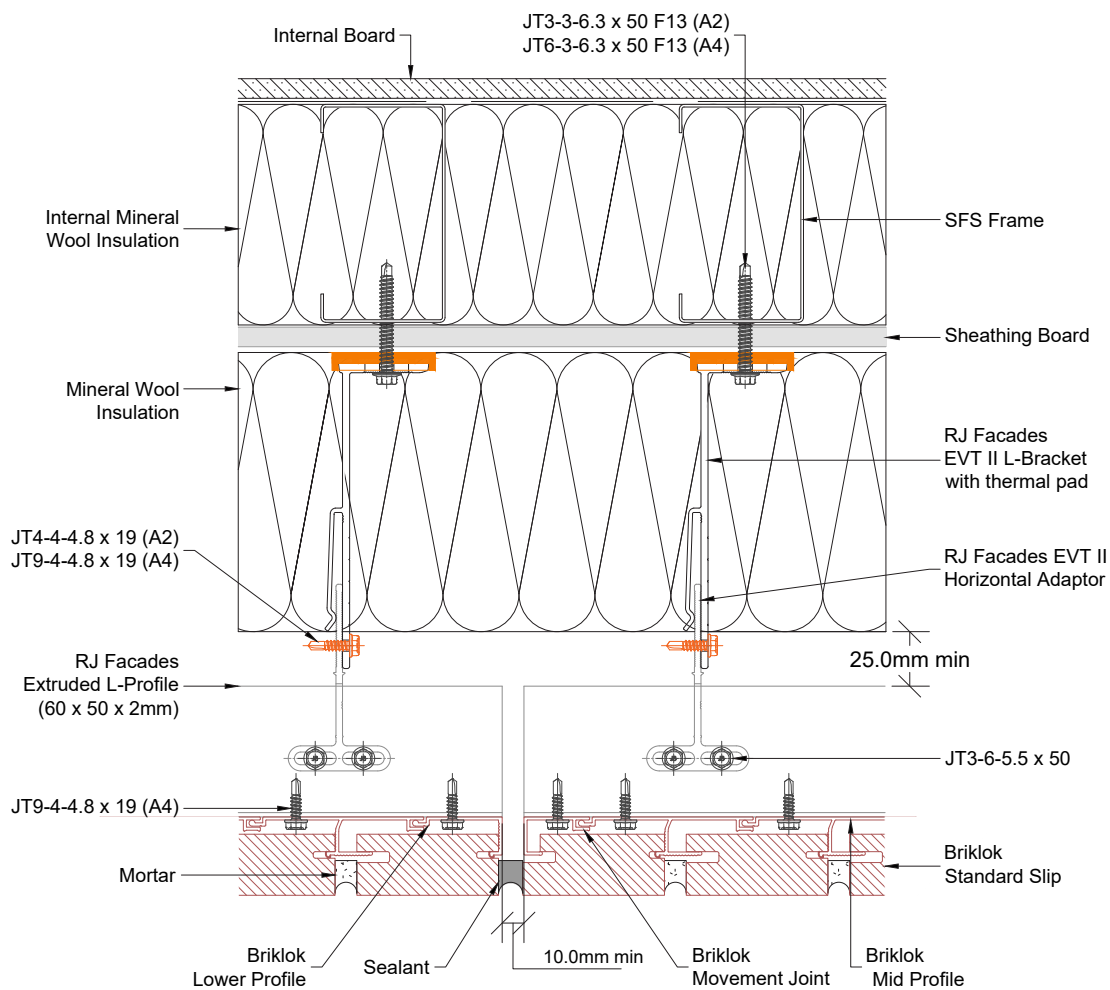 JT3-3-6.3 x 50 F13 (A2)
JT6-3-6.3 x 50 F13 (A4)
Internal Board
Internal Mineral
Wool Insulation
SFS Frame
Sheathing Board
Mineral Wool
Insulation
RJ Facades
EVT II L-Bracket
with thermal pad
JT4-4-4.8 x 19 (A2)
JT9-4-4.8 x 19 (A4)
RJ Facades EVT II
Horizontal Adaptor
RJ Facades
Extruded L-Profile
(60 x 50 x 2mm)
25.0mm min
JT3-6-5.5 x 50
JT9-4-4.8 x 19 (A4)
Mortar
Briklok
Standard Slip
Briklok
Lower Profile
Sealant
10.0mm min
Briklok
Movement Joint
Briklok
Mid Profile